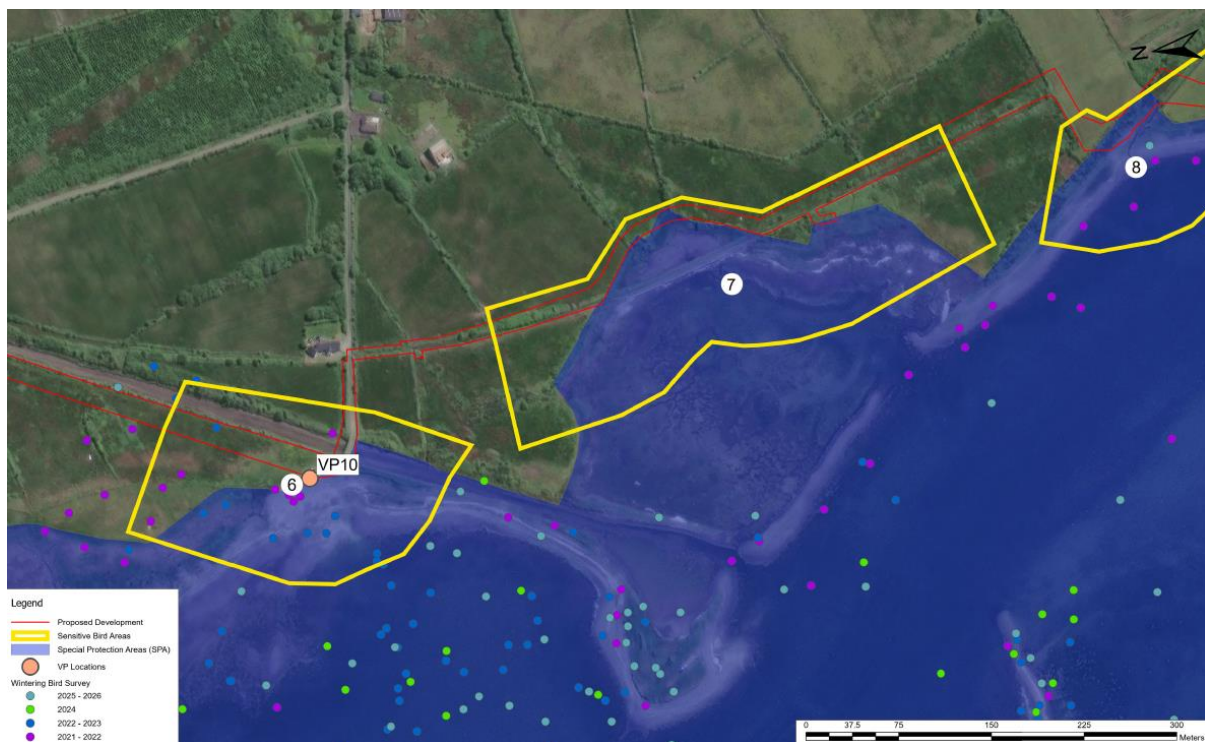 N
8
7
VP10
6
Legend
Proposed Development
Sensitive Bird Areas
Special Protection Areas (SPA)
VP Locations
Wintering Bird Survey
2025 - 2026
2024
2022 - 2023
2021 - 2022
0 37.5 75 150 225 300
Meters